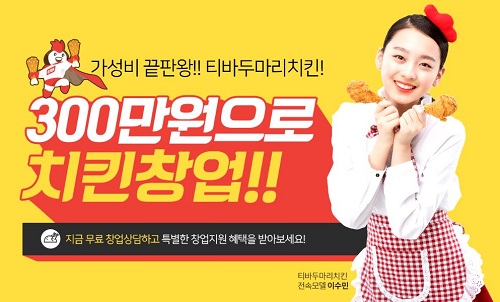 가성비 끝판왕!! 티바두마리치킨!
300만원으로
치킨창업!!
지금 무료 창업상담하고 특별한 창업지원 혜택을 받아보세요!
티바두마리치킨
전속모델 이수민